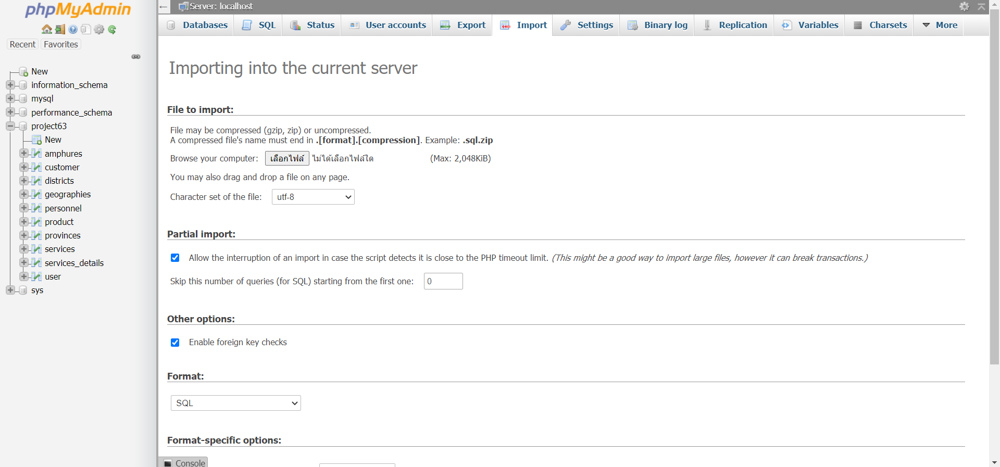 phpMyAdmin
Recent Favorites
New
information_schema
mysql
performance_schema
project63
New
amphures
customer
districts
geographies
personnel
product
provinces
services
services_details
user
sys
Server: localhost
Databases SQL Status User accounts Export Import Settings Binary log Replication Variables Charsets More
Importing into the current server
File to import:
File may be compressed (gzip, zip) or uncompressed.
A compressed file's name must end in .[format].[compression]. Example: .sql.zip
Browse your computer: เลือกไฟล์ ไม่ได้เลือกไฟล์ใด (Max: 2,048KiB)
You may also drag and drop a file on any page.
Character set of the file: utf-8
Partial import:
Allow the interruption of an import in case the script detects it is close to the PHP timeout limit. (This might be a good way to import large files, however it can break transactions.)
Skip this number of queries (for SQL) starting from the first one: 0
Other options:
Enable foreign key checks
Format:
SQL
Format-specific options:
Console